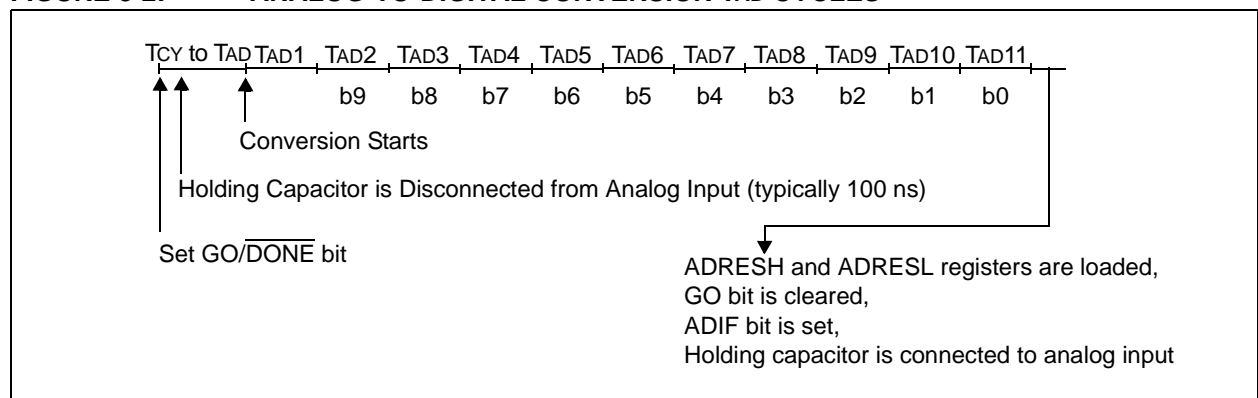 TCY to TAD TAD1 TAD2 TAD3 TAD4 TAD5 TAD6 TAD7 TAD8 TAD9 TAD10 TAD11
b9 b8 b7 b6 b5 b4 b3 b2 b1 b0
Conversion Starts
Holding Capacitor is Disconnected from Analog Input (typically 100 ns)
Set GO/DONE bit
ADRESH and ADRESL registers are loaded,
GO bit is cleared,
ADIF bit is set,
Holding capacitor is connected to analog input